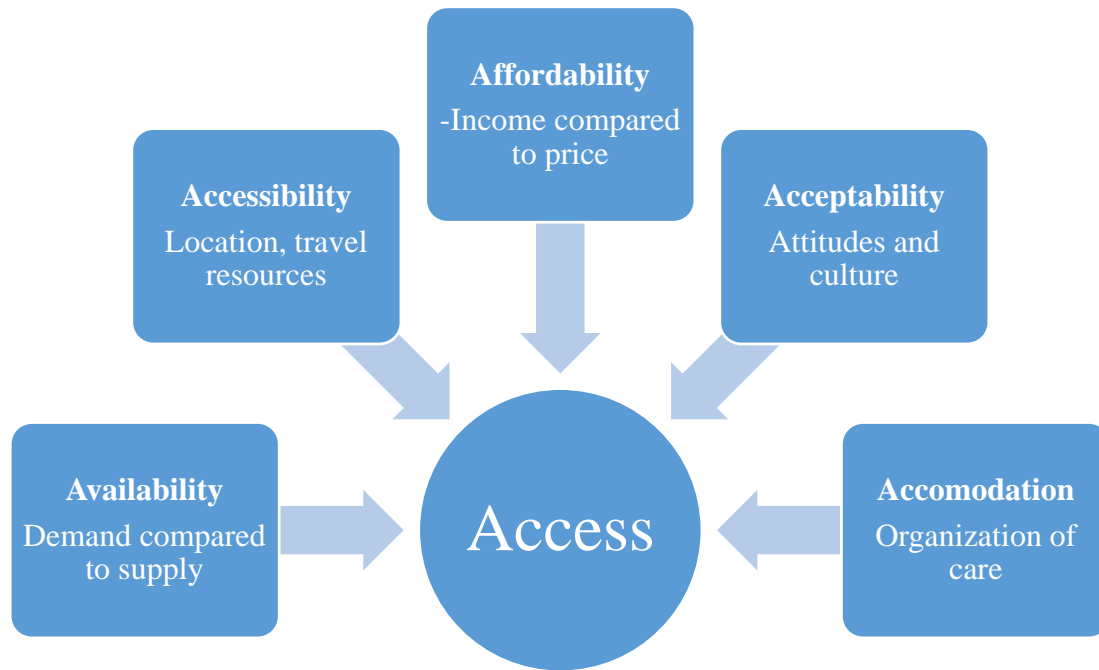 Affordability
-Income compared
to price
Accessibility
Location, travel
resources
Acceptability
Attitudes and
culture
Availability
Demand compared
to supply
Access
Accomodation
Organization of
care